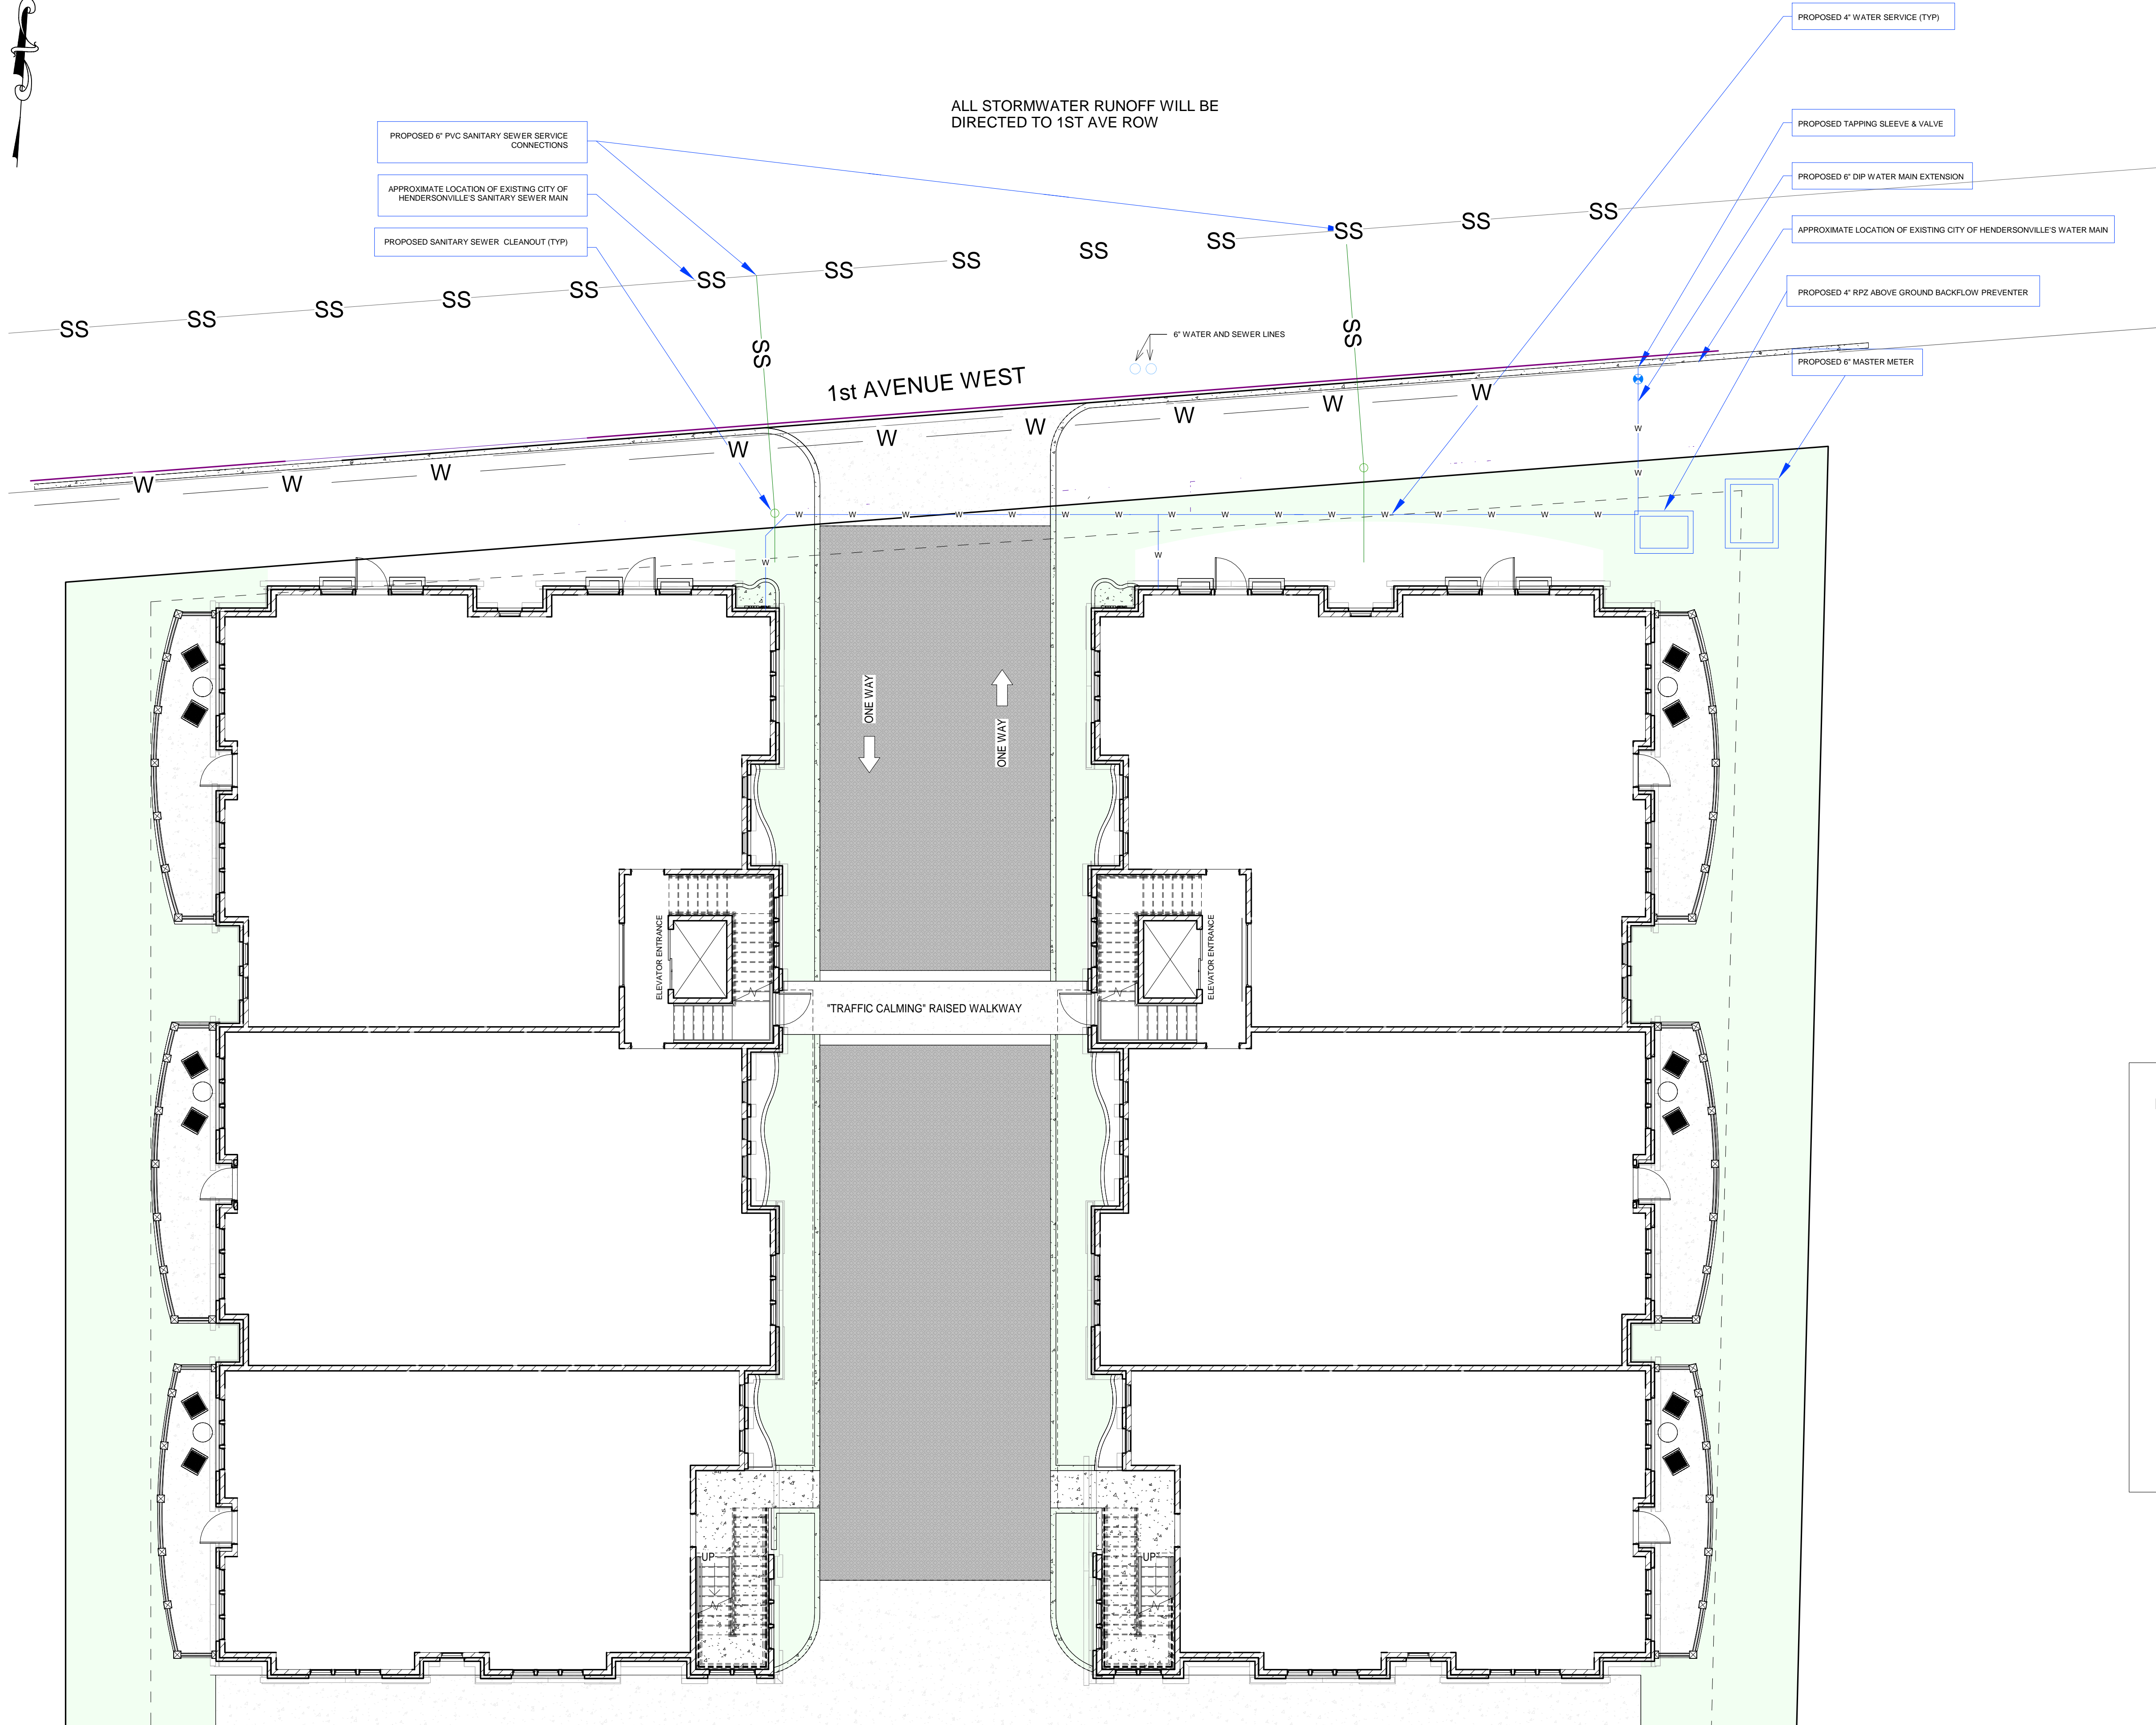 PROPOSED 4" WATER SERVICE (TYP)
ALL STORMWATER RUNOFF WILL BE
DIRECTED TO 1ST AVE ROW
PROPOSED 6" PVC SANITARY SEWER SERVICE
CONNECTIONS
PROPOSED TAPPING SLEEVE & VALVE
APPROXIMATE LOCATION OF EXISTING CITY OF
HENDERSONVILLE'S SANITARY SEWER MAIN
PROPOSED 6" DIP WATER MAIN EXTENSION
PROPOSED SANITARY SEWER CLEANOUT (TYP)
APPROXIMATE LOCATION OF EXISTING CITY OF HENDERSONVILLE'S WATER MAIN
PROPOSED 4" RPZ ABOVE GROUND BACKFLOW PREVENTER
SS SS SS SS SS SS SS SS SS SS SS SS SS
SS
SS
6" WATER AND SEWER LINES
PROPOSED 6" MASTER METER
1st AVENUE WEST
W W W W W W W W W W
W
W
W W W W W W W W W W W W W W W W
W
W
ONE WAY
ONE WAY
ELEVATOR ENTRANCE
ELEVATOR ENTRANCE
"TRAFFIC CALMING" RAISED WALKWAY
UP
UP